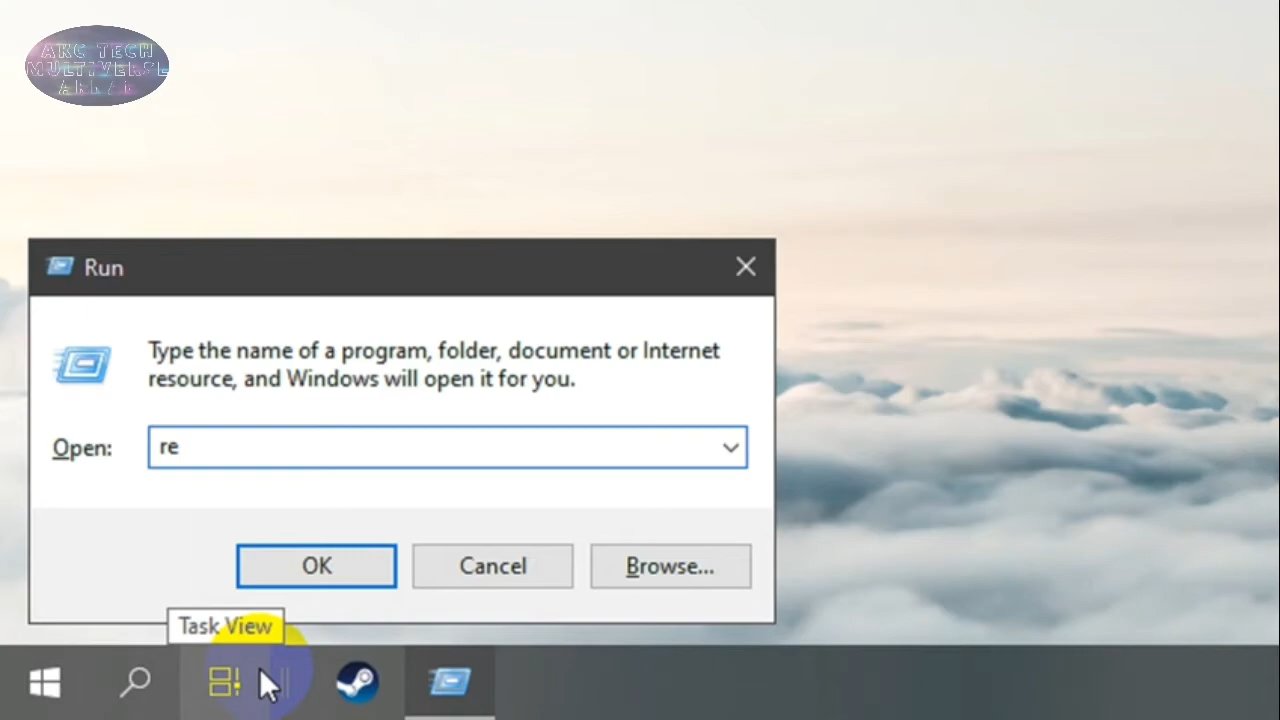 ARC TECH
MULTIVERSE
Run
Type the name of a program, folder, document or Internet
resource, and Windows will open it for you.
Open:
re
OK
Cancel
Browse...
Task View